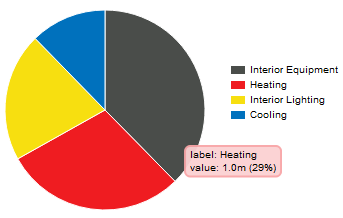 Interior Equipment
Heating
Interior Lighting
Cooling
label: Heating
value: 1.0m (29%)